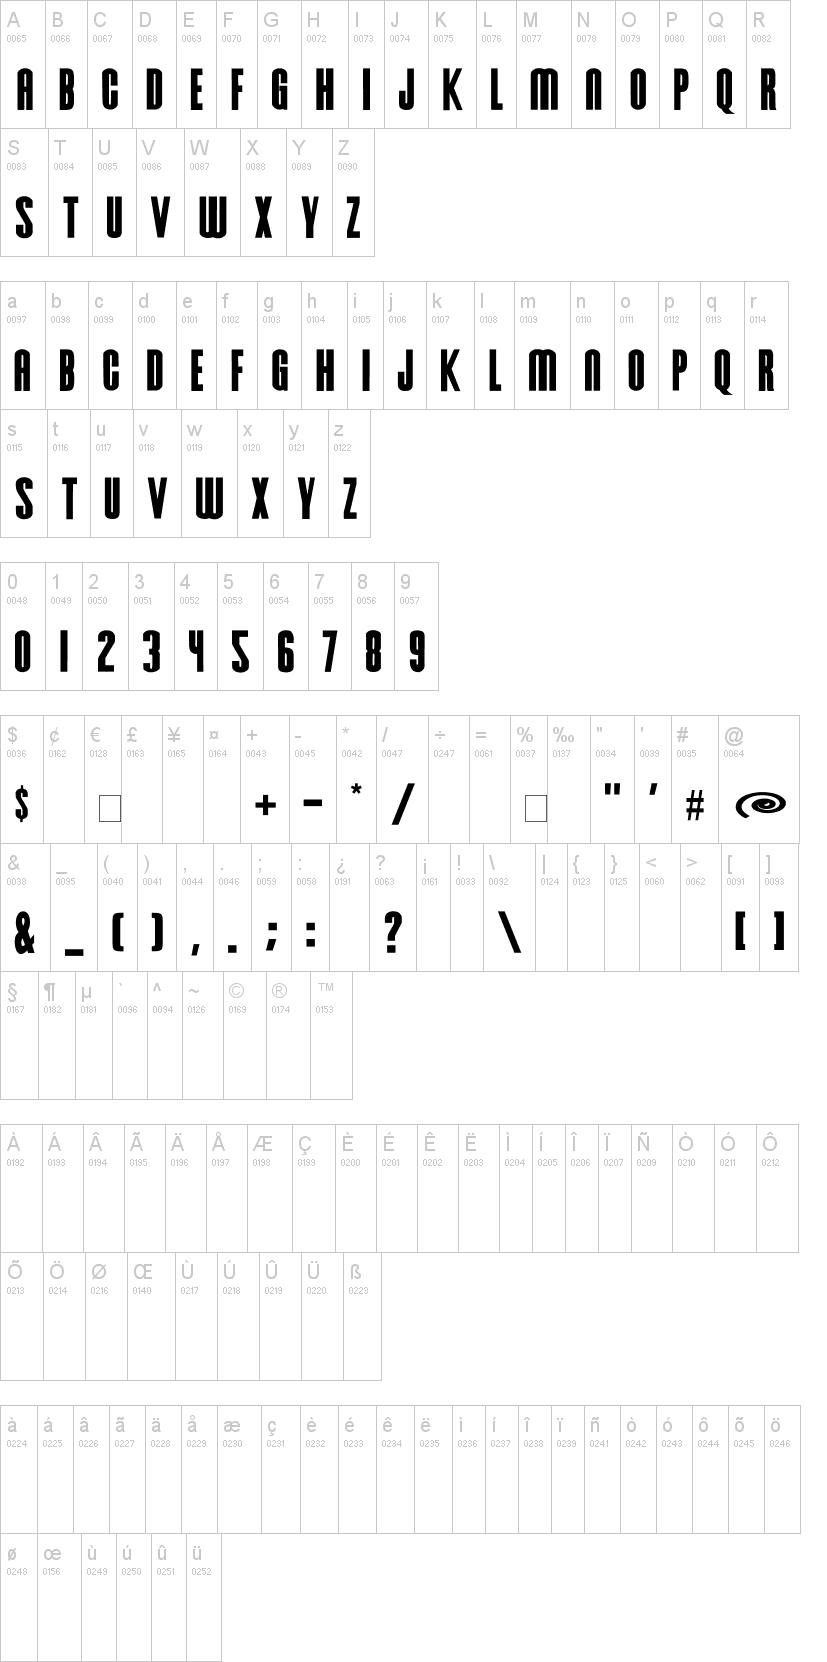 A B C D E F G H I J K L M N O P Q R
0065 0066 0067 0068 0069 0070 0071 0072 0073 0074 0075 0076 0077 0078 0079 0080 0081 0082
A B C D E F G H I J K L M N O P Q R
S T U V W X Y Z
0083 0084 0085 0086 0087 0088 0089 0090
S T U V W X Y Z
a b c d e f g h i j k l m n o p q r
0097 0098 0099 0100 0101 0102 0103 0104 0105 0106 0107 0108 0109 0110 0111 0112 0113 0114
A B C D E F G H I J K L M N O P Q R
s t u v w x y z
0115 0116 0117 0118 0119 0120 0121 0122
S T U V W X Y Z
0 1 2 3 4 5 6 7 8 9
0048 0049 0050 0051 0052 0053 0054 0055 0056 0057
0 1 2 3 4 5 6 7 8 9
$ ¢ € £ ¥ ¤ + - * / ÷ = % ‰ " ' # @
0036 0162 0128 0163 0165 0164 0043 0045 0042 0047 0247 0061 0037 0137 0034 0039 0035 0064
$ + - * / " ' # @
& _ ( ) , . ; : ¿ ? ¡ ! \ | { } < > [ ]
0038 0095 0040 0041 0044 0046 0059 0058 0191 0063 0161 0033 0092 0124 0123 0125 0060 0062 0091 0093
& _ ( ) , . ; : ? \ [ ]
§ ¶ µ ` ^ ~ © ® ™
0167 0182 0181 0096 0094 0126 0169 0174 0153
À Á Â Ã Ä Å Æ Ç È É Ê Ë Ì Í Î Ï Ñ Ò Ó Ô
0192 0193 0194 0195 0196 0197 0198 0199 0200 0201 0202 0203 0204 0205 0206 0207 0209 0210 0211 0212
Õ Ö Ø Œ Ù Ú Û Ü ß
0213 0214 0216 0140 0217 0218 0219 0220 0223
à á â ã ä å æ ç è é ê ë ì í î ï ñ ò ó ô õ ö
0224 0225 0226 0227 0228 0229 0230 0231 0232 0233 0234 0235 0236 0237 0238 0239 0241 0242 0243 0244 0245 0246
ø œ ù ú û ü
0248 0156 0249 0250 0251 0252